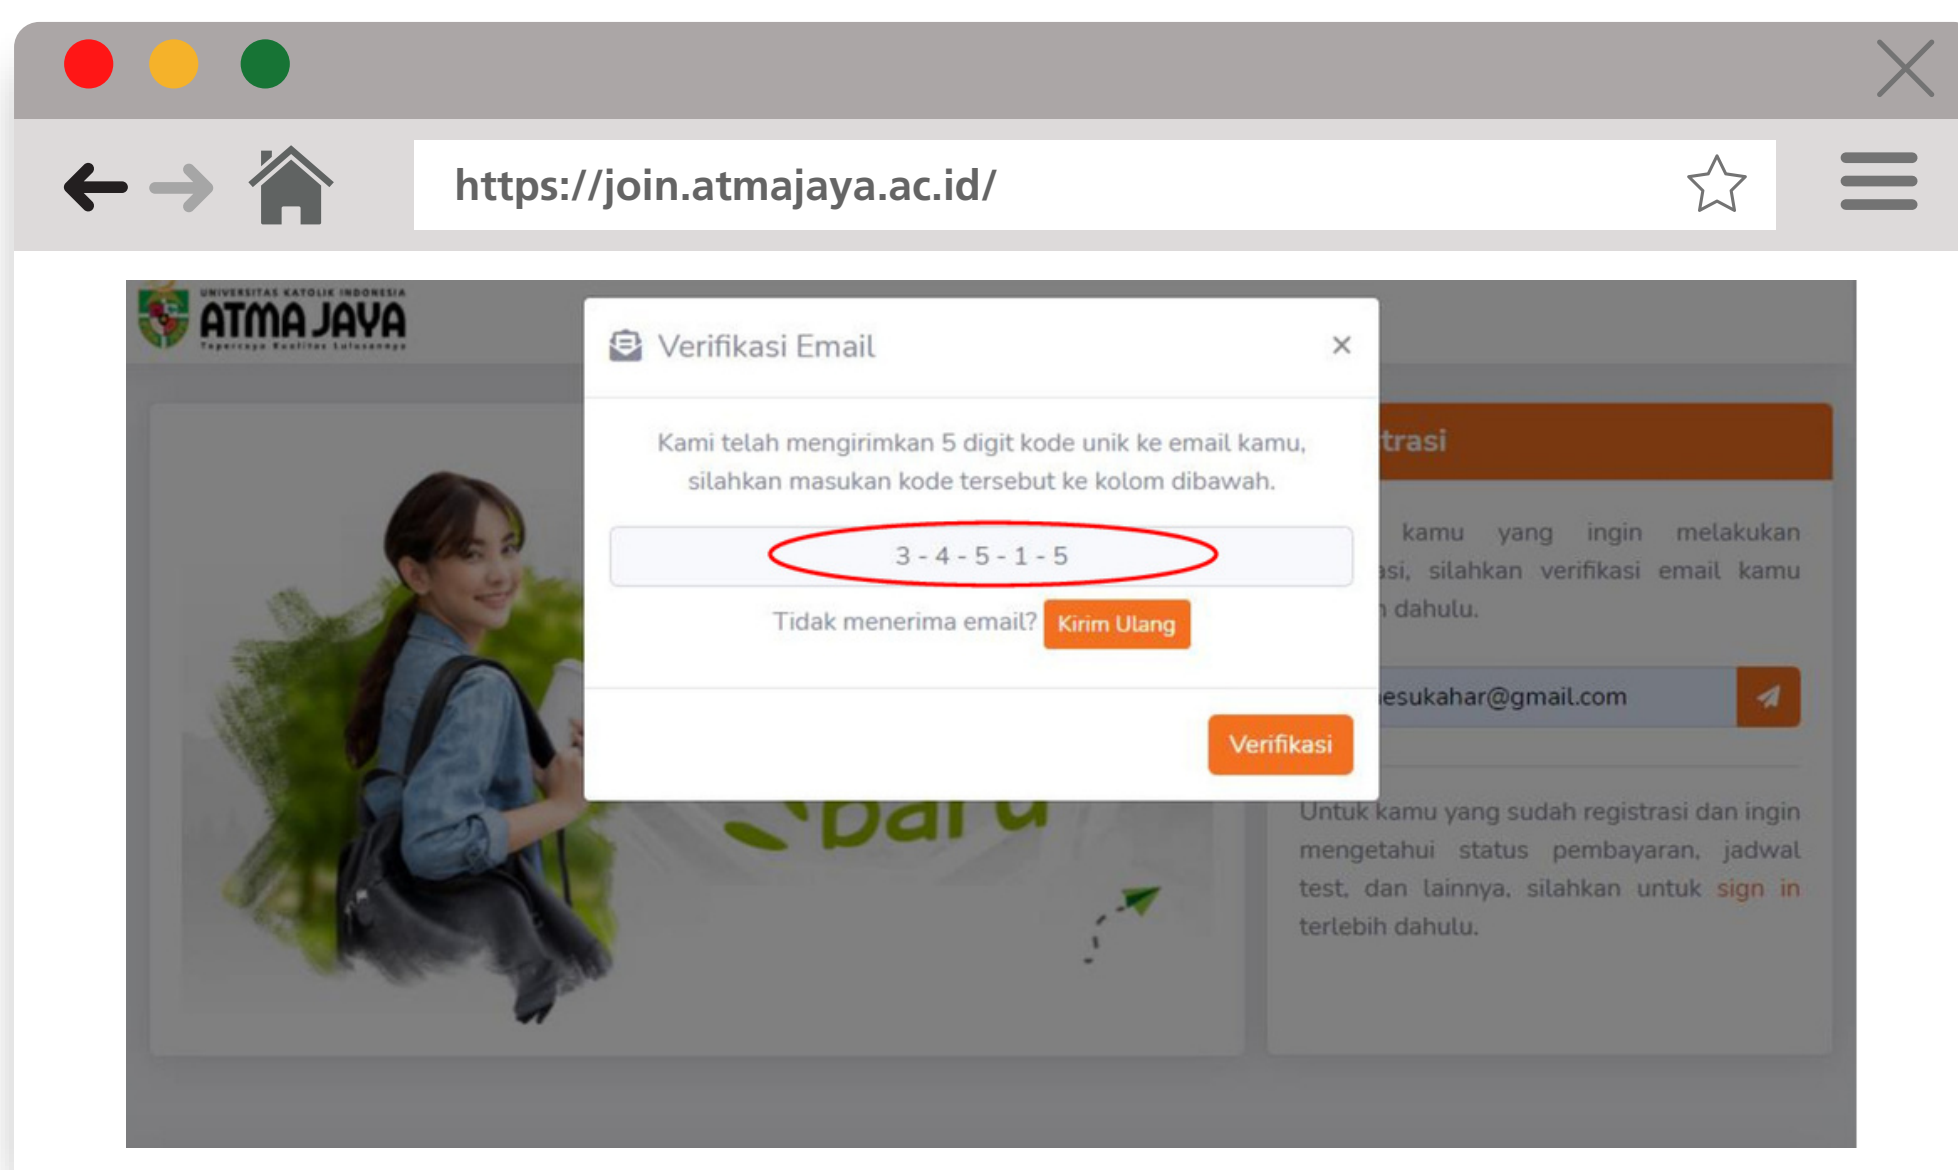 https://join.atmajaya.ac.id/
UNIVERSITAS KATOLIK INDONESIA
ATMA JAYA
Tepercaya Kualitas Lulusannya
Verifikasi Email
×
Kami telah mengirimkan 5 digit kode unik ke email kamu,
silahkan masukan kode tersebut ke kolom dibawah.
3 - 4 - 5 - 1 - 5
Tidak menerima email? Kirim Ulang
Verifikasi
baru
trasi
kamu yang ingin melakukan
asi, silahkan verifikasi email kamu
dahulu.
esukahar@gmail.com
Untuk kamu yang sudah registrasi dan ingin
mengetahui status pembayaran, jadwal
test, dan lainnya, silahkan untuk sign in
terlebih dahulu.